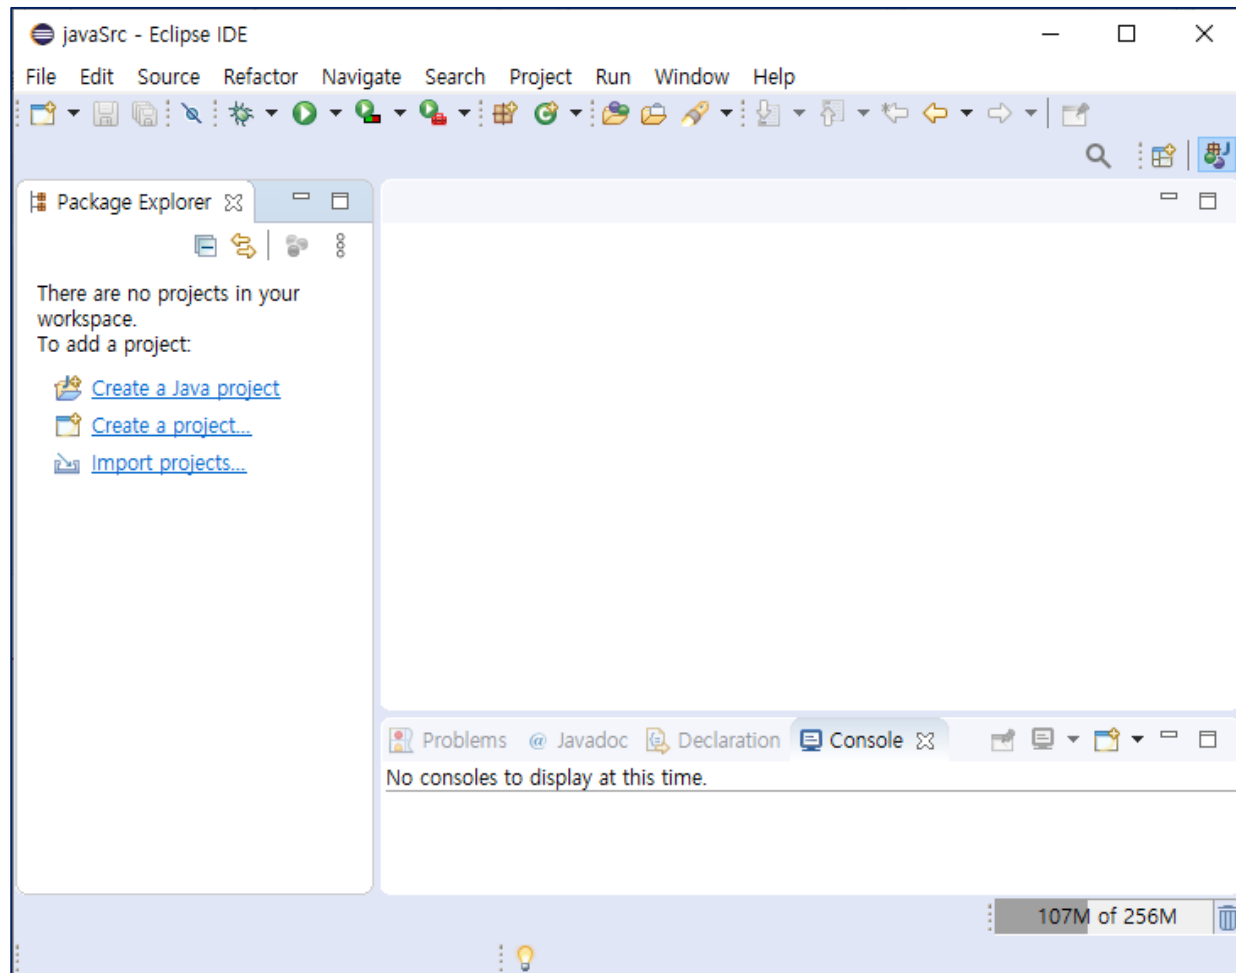 javaSrc - Eclipse IDE
File Edit Source Refactor Navigate Search Project Run Window Help
Package Explorer
There are no projects in your
workspace.
To add a project:
Create a Java project
Create a project...
Import projects...
Problems @ Javadoc Declaration Console
No consoles to display at this time.
107M of 256M